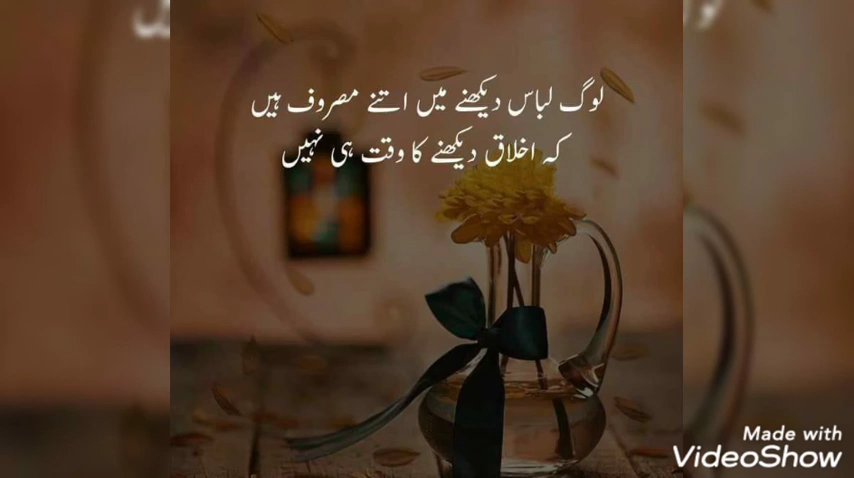 لوگ لباس دیکھنے میں اتنے مصروف ہیں
کہ اخلاق دیکھنے کا وقت ہی نہیں
Made with
VideoShow